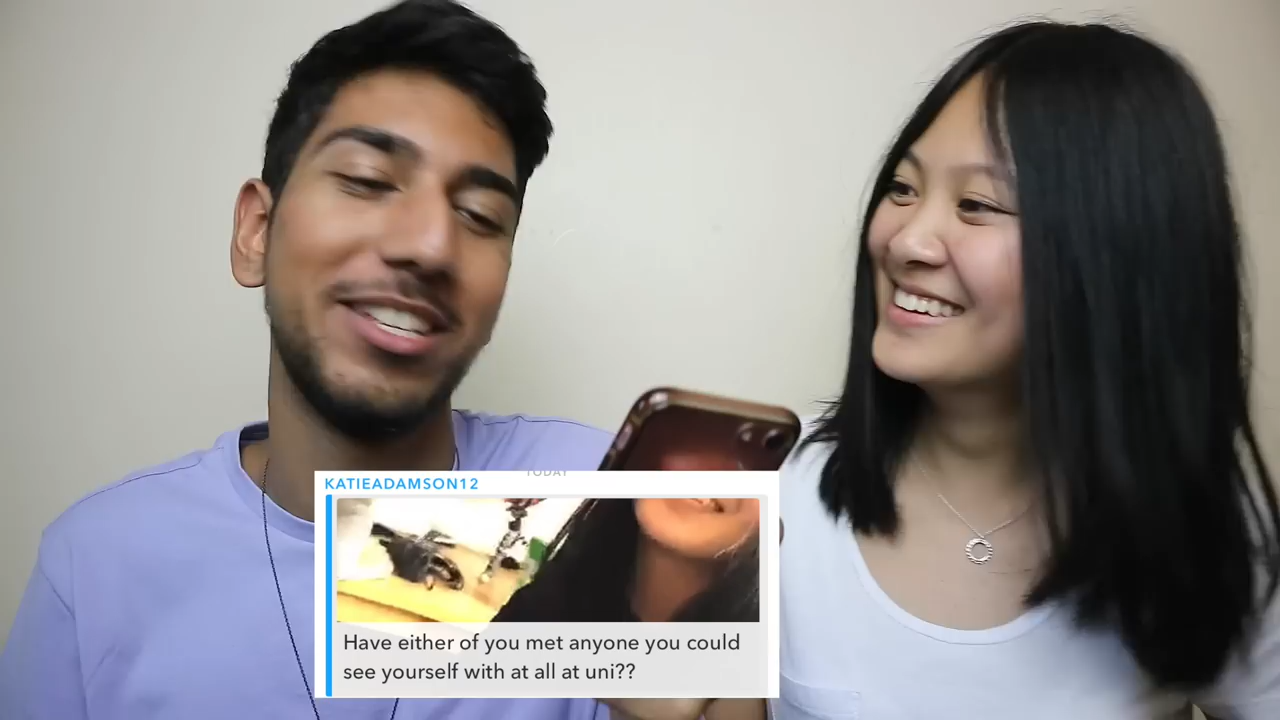 TODAY
KATIEADAMSON12
Have either of you met anyone you could
see yourself with at all at uni??